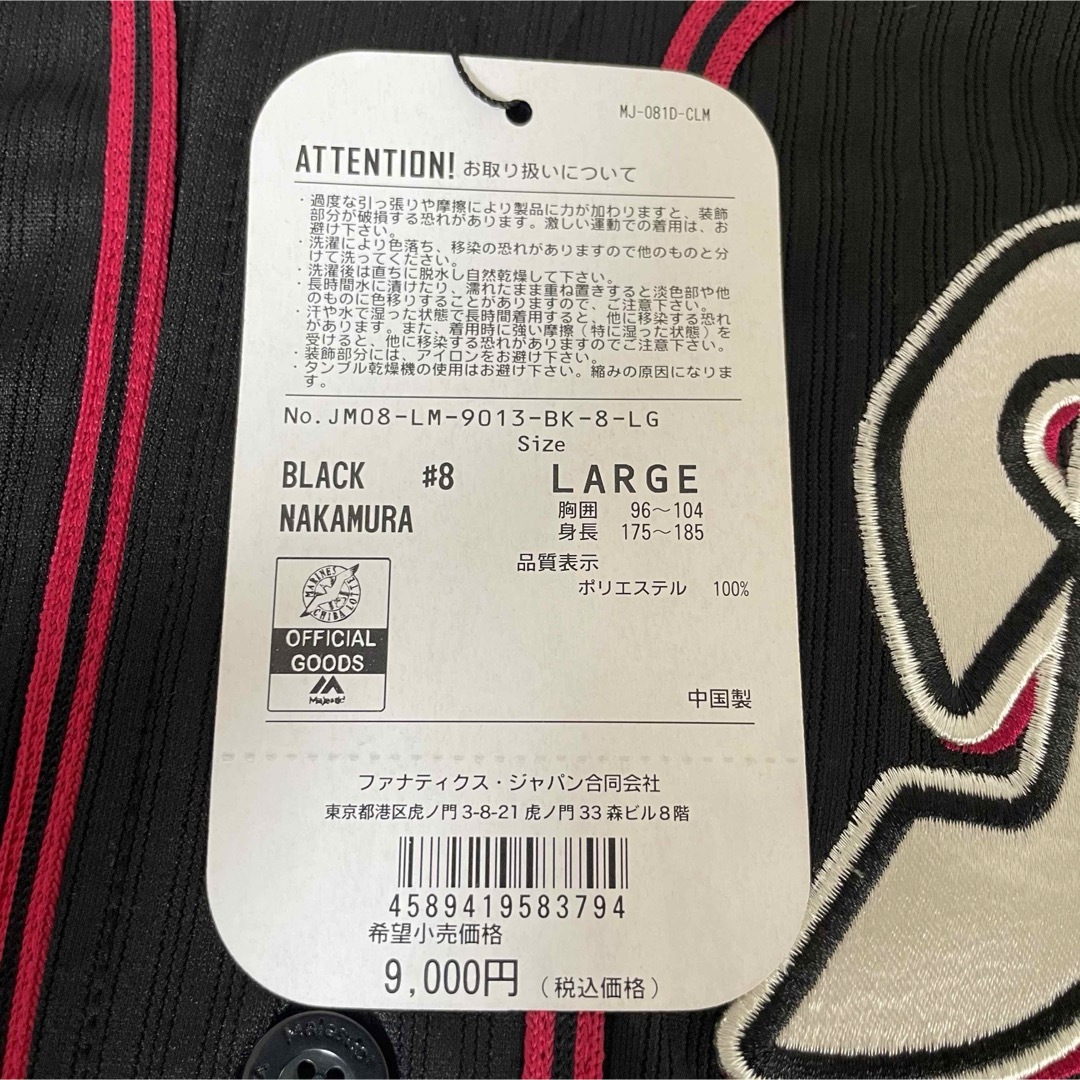 MJ-081D-CLM
ATTENTION! お取り扱いについて
・過度な引っ張りや摩擦により製品に力が加わりますと、装飾
部分が破損する恐れがあります。激しい運動での着用は、お
避け下さい。
・洗濯により色落ち、移染の恐れがありますので他のものと分
けて洗ってください。
・洗濯後は直ちに脱水し自然乾燥して下さい。
・長時間水に漬けたり、濡れたまま重ね置きすると淡色部や他
のものに色移りすることがありますので、ご注意下さい。
・汗や水で湿った状態で長時間着用すると、他に移染する恐れ
があります。また、着用時に強い摩擦（特に湿った状態）を
受けると、他に移染する恐れがありますのでご注意下さい。
・装飾部分には、アイロンをお避け下さい。
・タンブル乾燥機の使用はお避け下さい。縮みの原因になりま
す。
No.JM08-LM-9013-BK-8-LG
Size
BLACK #8 LARGE
NAKAMURA
胸囲 96～104
身長 175～185
品質表示
ポリエステル 100%
MARINES
CHIBA LOTTE
OFFICIAL
GOODS
Majestic
中国製
ファナティクス・ジャパン合同会社
東京都港区虎ノ門3-8-21 虎ノ門33森ビル8階
4589419583794
希望小売価格
9,000円（税込価格）
Majestic